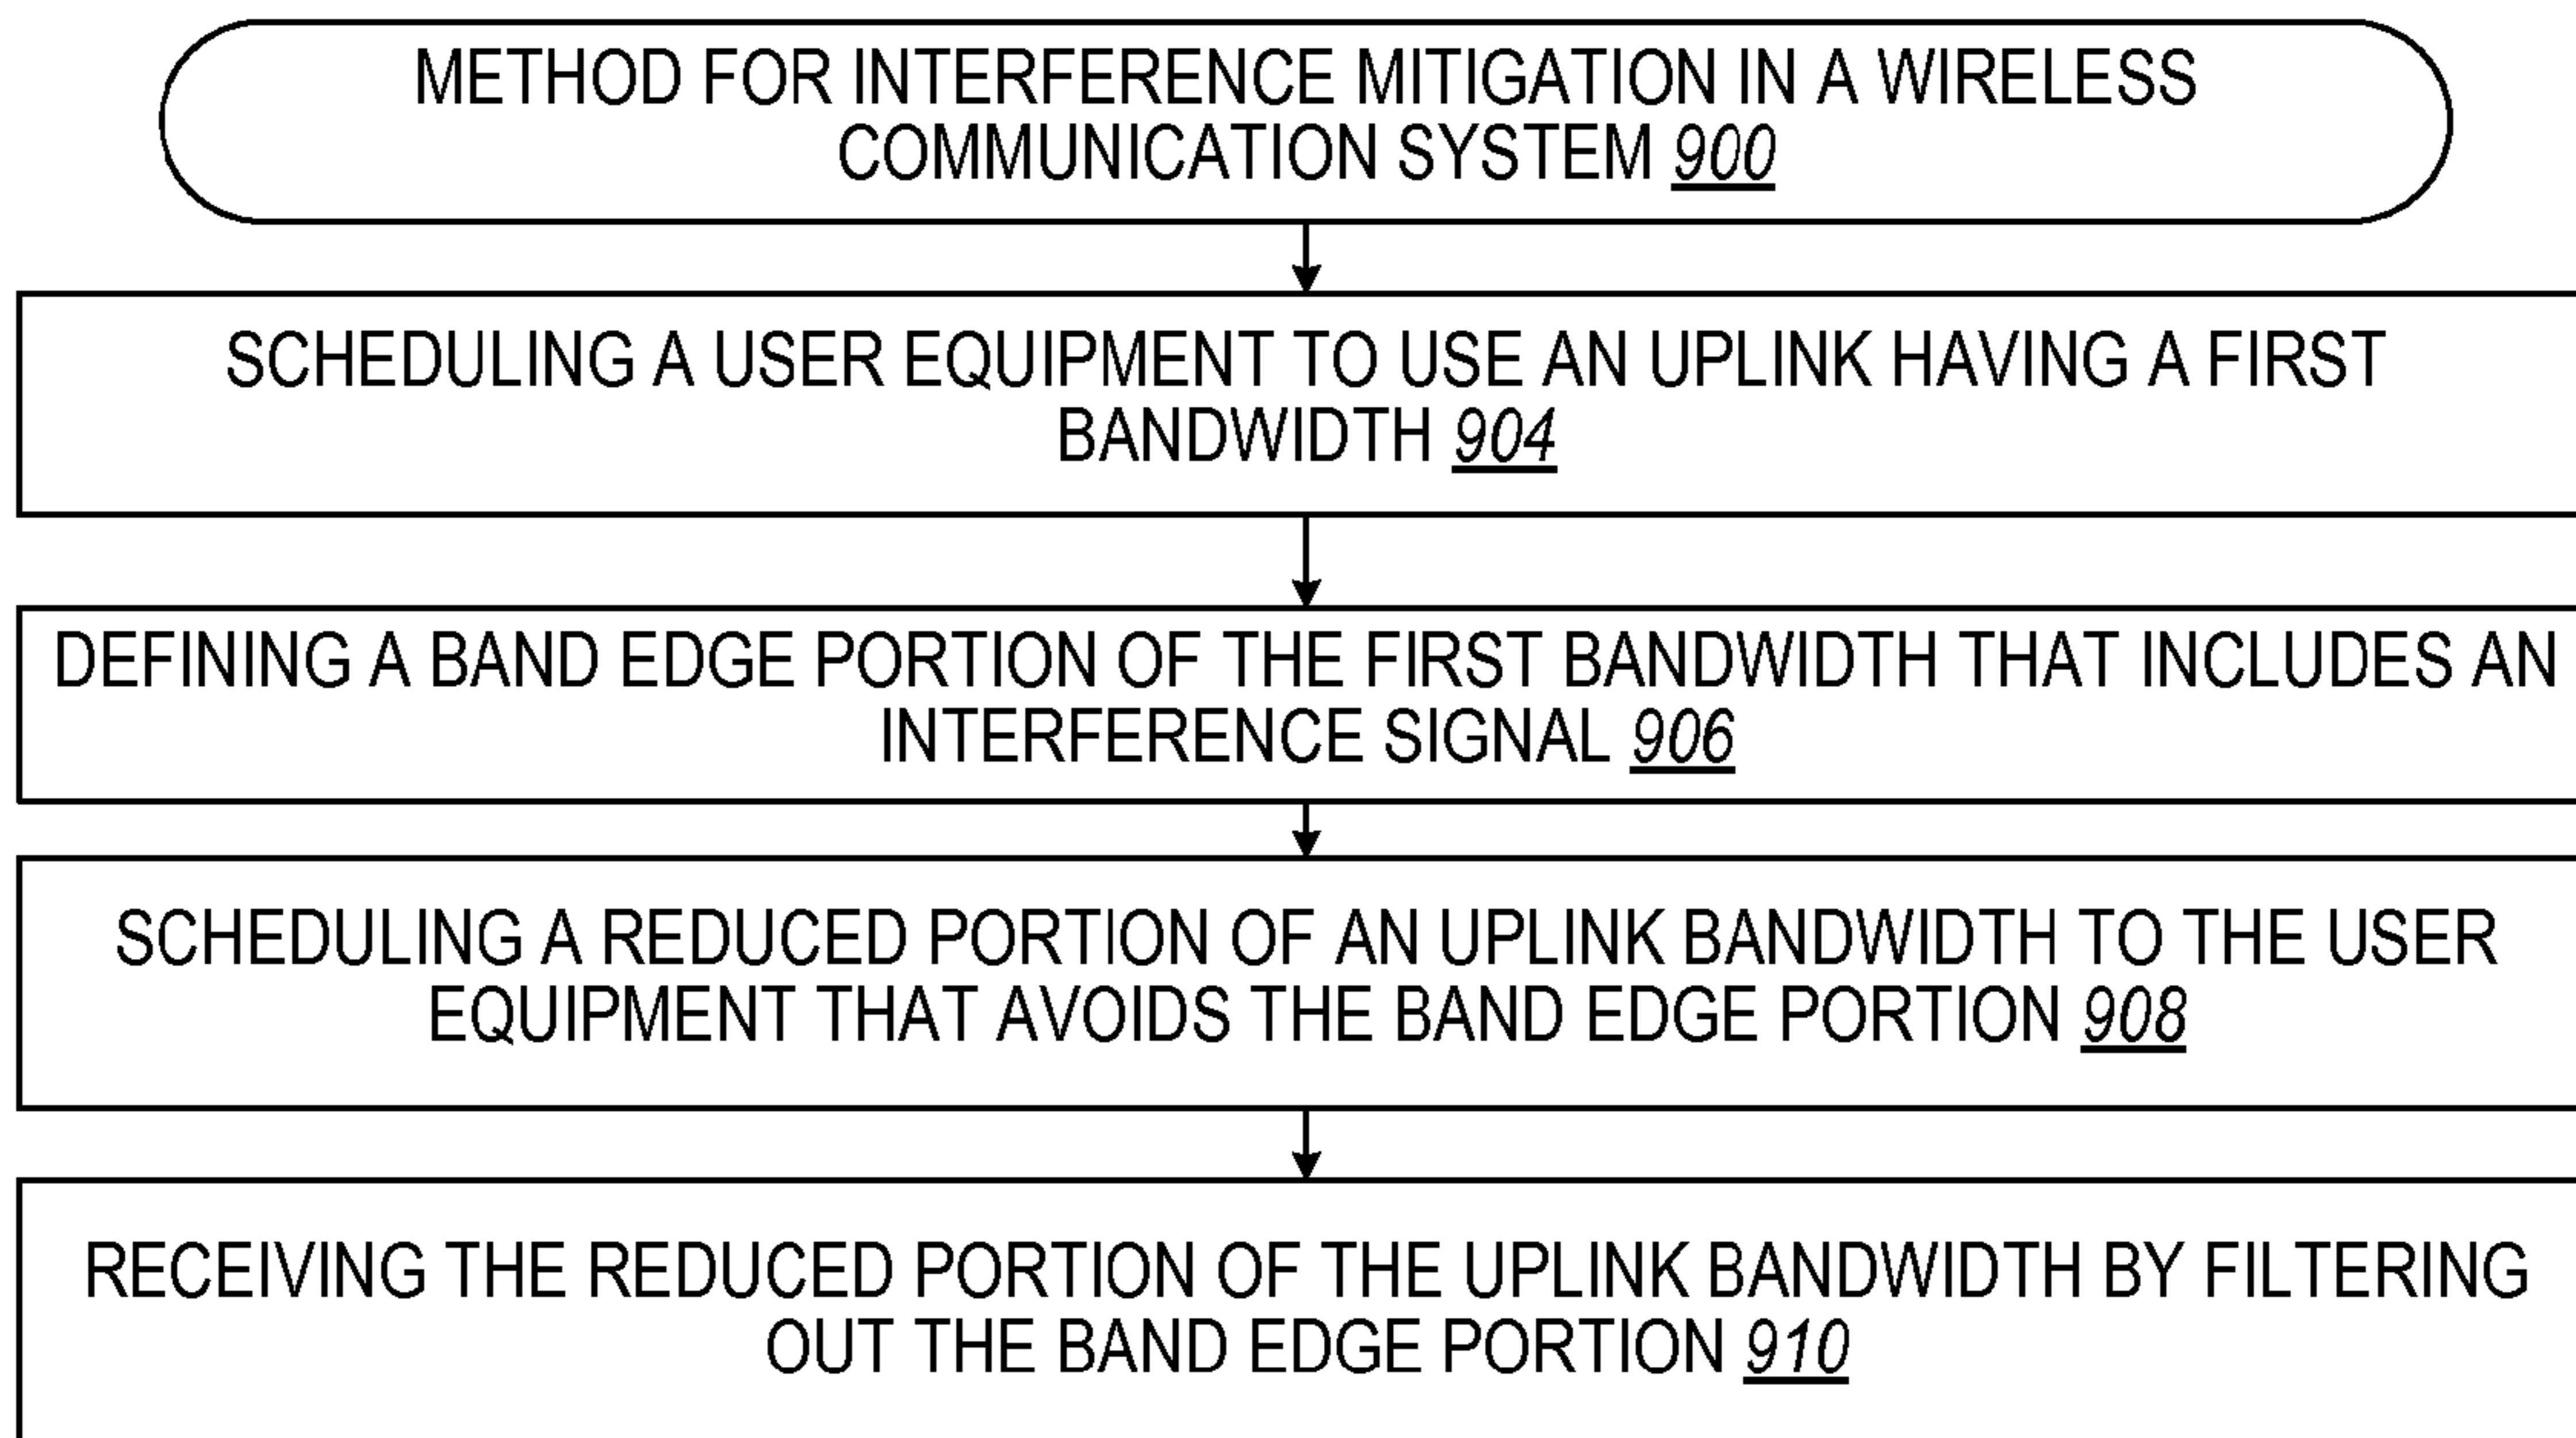 METHOD FOR INTERFERENCE MITIGATION IN A WIRELESS
COMMUNICATION SYSTEM 900
SCHEDULING A USER EQUIPMENT TO USE AN UPLINK HAVING A FIRST
BANDWIDTH 904
DEFINING A BAND EDGE PORTION OF THE FIRST BANDWIDTH THAT INCLUDES AN
INTERFERENCE SIGNAL 906
SCHEDULING A REDUCED PORTION OF AN UPLINK BANDWIDTH TO THE USER
EQUIPMENT THAT AVOIDS THE BAND EDGE PORTION 908
RECEIVING THE REDUCED PORTION OF THE UPLINK BANDWIDTH BY FILTERING
OUT THE BAND EDGE PORTION 910